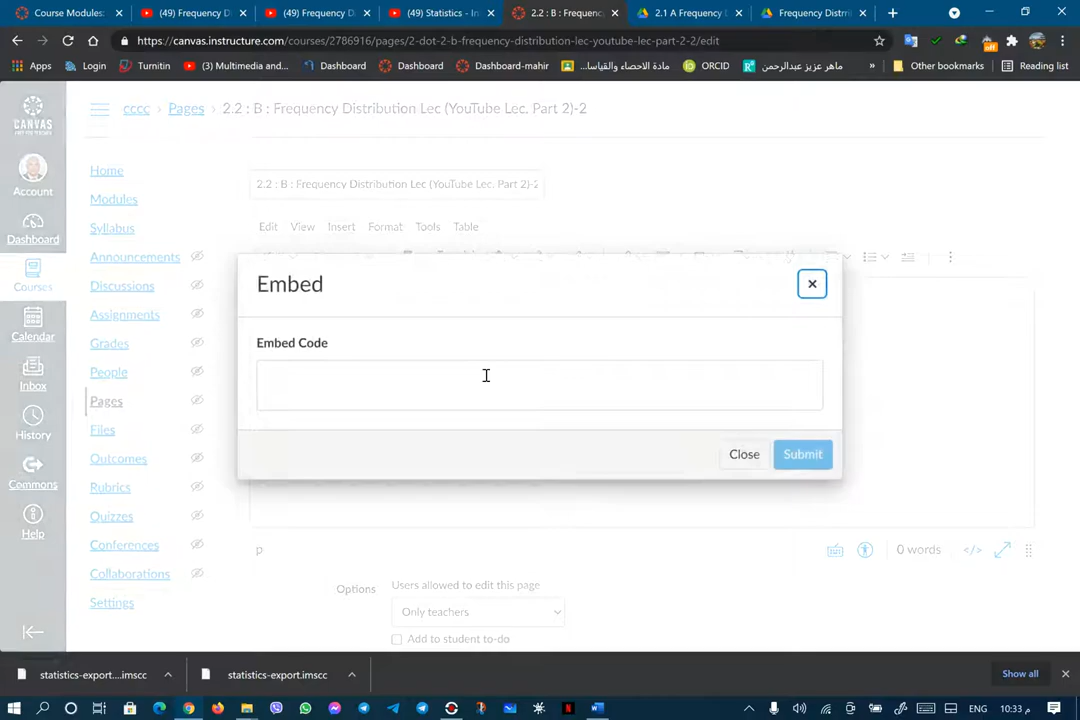 Course Modules:
(49) Frequency D
(49) Frequency D
(49) Statistics - In
2.2 : B : Frequenc
2.1 A Frequency D
Frequency Distri
https://canvas.instructure.com/courses/2786916/pages/2-dot-2-b-frequency-distribution-lec-youtube-lec-part-2-2/edit
Apps
Login
Turnitin
(3) Multimedia and...
Dashboard
Dashboard
Dashboard-mahir
مادة الاحصاء والقياسا...
ORCID
ماهر عزيز عبدالرحمن
»
Other bookmarks
Reading list
off
CANVAS
Account
Dashboard
Courses
Calendar
Inbox
History
Commons
Help
cccc › Pages › 2.2 : B : Frequency Distribution Lec (YouTube Lec. Part 2)-2
Home
Modules
Syllabus
Announcements
Discussions
Assignments
Grades
People
Pages
Files
Outcomes
Rubrics
Quizzes
Conferences
Collaborations
Settings
2.2 : B : Frequency Distribution Lec (YouTube Lec. Part 2)-2
Edit View Insert Format Tools Table
Embed
Embed Code
Close Submit
p
0 words </>
Options
Users allowed to edit this page
Only teachers
Add to student to-do
statistics-export....imscc
statistics-export.imscc
Show all
ENG
10:33 م